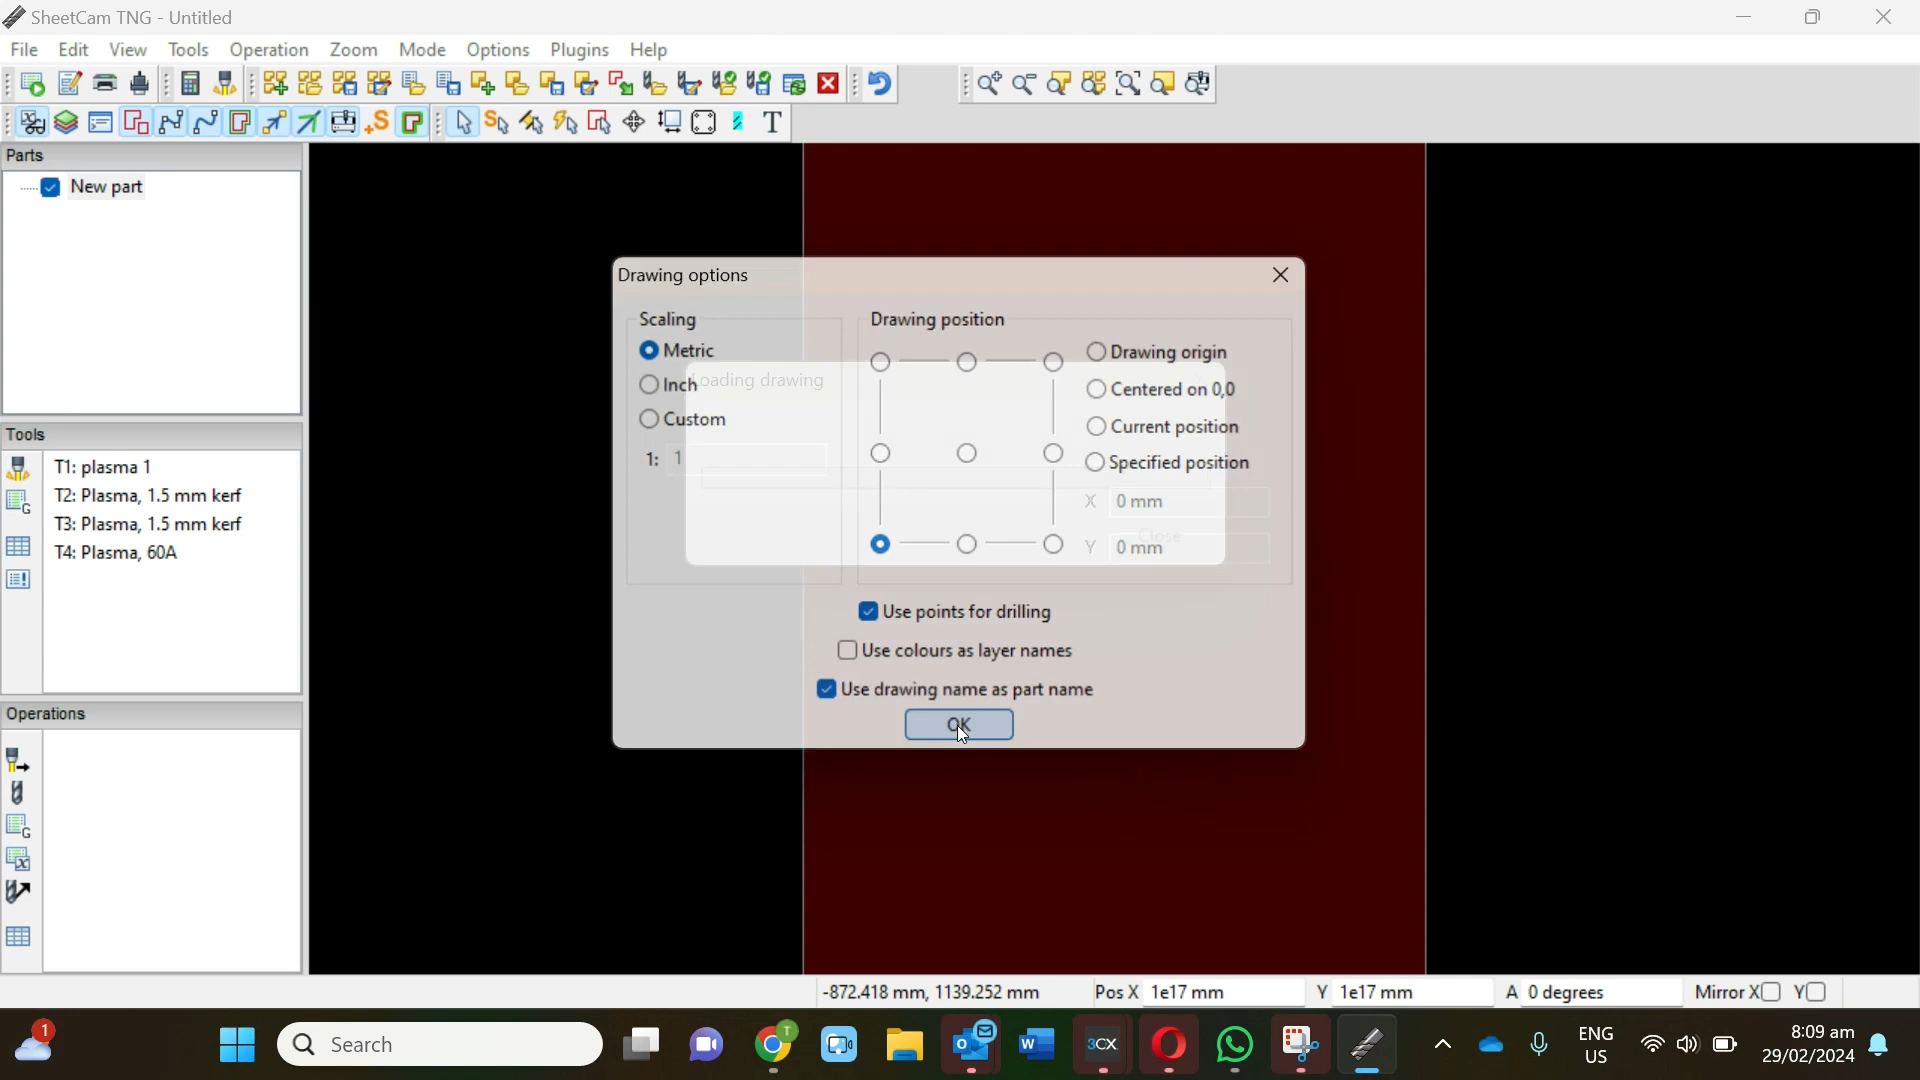 SheetCam TNG - Untitled
File Edit View Tools Operation Zoom Mode Options Plugins Help
Parts
New part
Tools
T1: plasma 1
T2: Plasma, 1.5 mm kerf
T3: Plasma, 1.5 mm kerf
T4: Plasma, 60A
Operations
Drawing options
Scaling
Metric
Inch
Custom
1: 1
Loading drawing
Drawing position
Drawing origin
Centered on 0,0
Current position
Specified position
X 0 mm
Close
Y 0 mm
Use points for drilling
Use colours as layer names
Use drawing name as part name
OK
-872.418 mm, 1139.252 mm Pos X 1e17 mm Y 1e17 mm A 0 degrees Mirror X Y
1
Search
T
3CX
ENG
US
8:09 am
29/02/2024